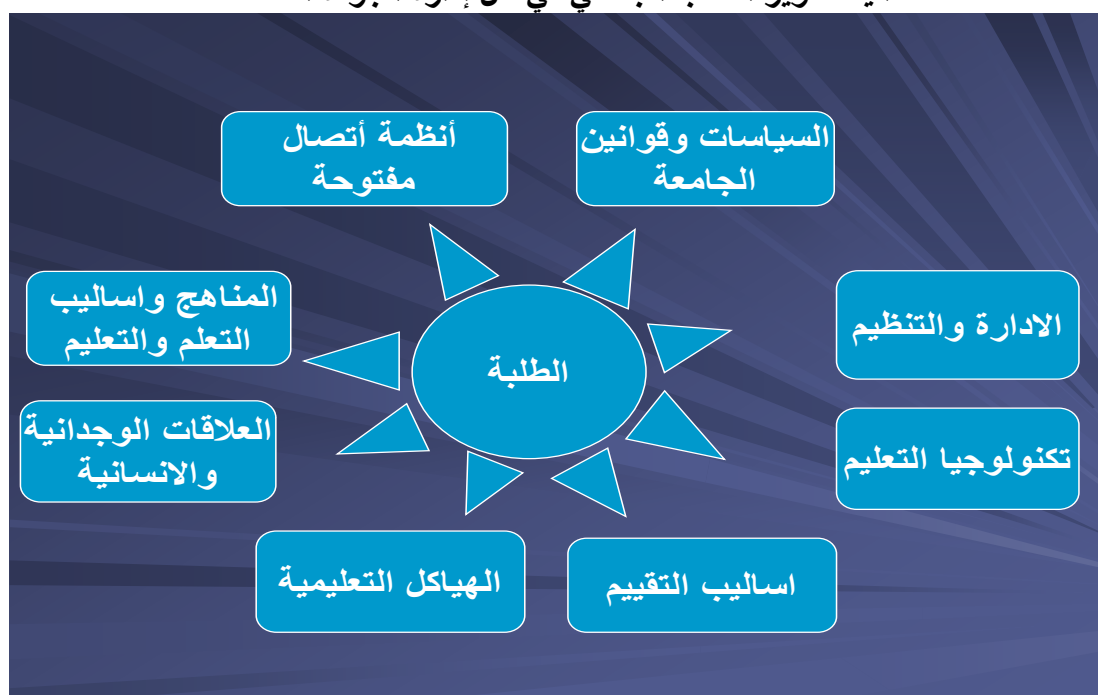 السياسات وقوانين
الجامعة
أنظمة أتصال
مفتوحة
الادارة والتنظيم
المناهج واساليب
التعلم والتعليم
الطلبة
تكنولوجيا التعليم
العلاقات الوجدانية
والانسانية
اساليب التقييم
الهياكل التعليمية